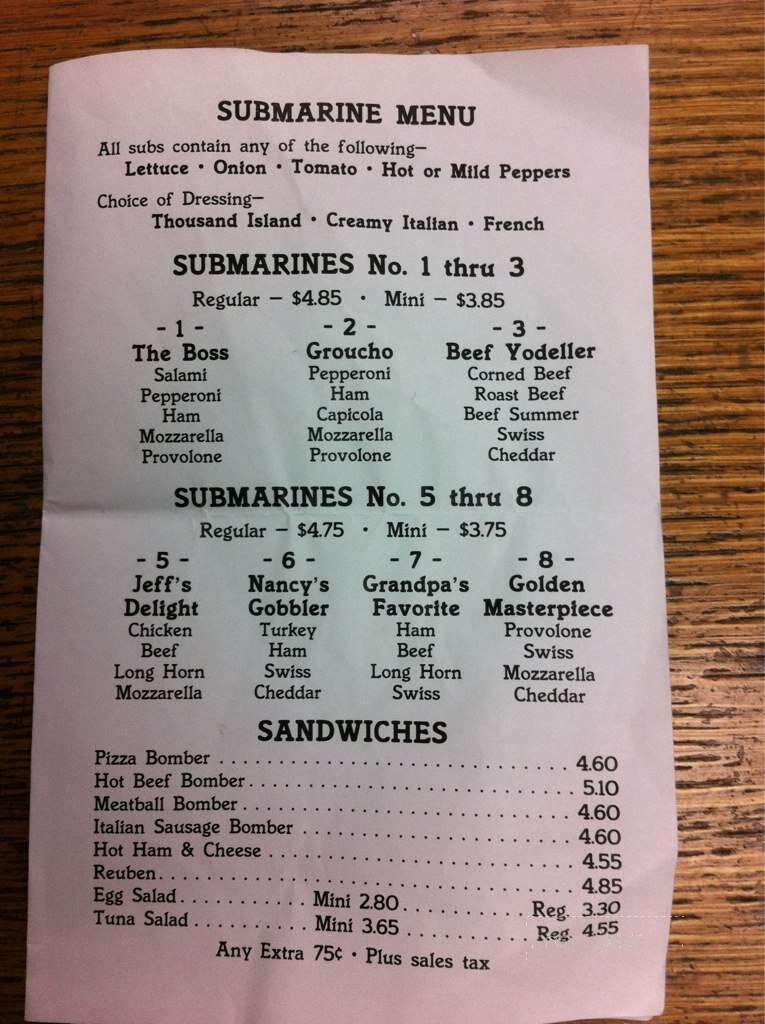 SUBMARINE MENU
All subs contain any of the following—
Lettuce • Onion • Tomato • Hot or Mild Peppers
Choice of Dressing—
Thousand Island • Creamy Italian • French
SUBMARINES No. 1 thru 3
Regular — $4.85 • Mini — $3.85
- 1 - - 2 - - 3 -
The Boss Groucho Beef Yodeller
Salami Pepperoni Corned Beef
Pepperoni Ham Roast Beef
Ham Capicola Beef Summer
Mozzarella Mozzarella Swiss
Provolone Provolone Cheddar
SUBMARINES No. 5 thru 8
Regular — $4.75 • Mini — $3.75
- 5 - - 6 - - 7 - - 8 -
Jeff's Nancy's Grandpa's Golden
Delight Gobbler Favorite Masterpiece
Chicken Turkey Ham Provolone
Beef Ham Beef Swiss
Long Horn Swiss Long Horn Mozzarella
Mozzarella Cheddar Swiss Cheddar
SANDWICHES
Pizza Bomber . . . . . . . . . . . . . . . . . . . . . . . . . . . . . 4.60
Hot Beef Bomber . . . . . . . . . . . . . . . . . . . . . . . . . . 5.10
Meatball Bomber . . . . . . . . . . . . . . . . . . . . . . . . . . 4.60
Italian Sausage Bomber . . . . . . . . . . . . . . . . . . . . . . 4.60
Hot Ham & Cheese . . . . . . . . . . . . . . . . . . . . . . . . . 4.55
Reuben . . . . . . . . . . . . . . . . . . . . . . . . . . . . . . . . . . 4.85
Egg Salad . . . . . . . . . . . Mini 2.80 . . . . . . . . . . Reg. 3.30
Tuna Salad . . . . . . . . . . Mini 3.65 . . . . . . . . . . Reg. 4.55
Any Extra 75¢ • Plus sales tax